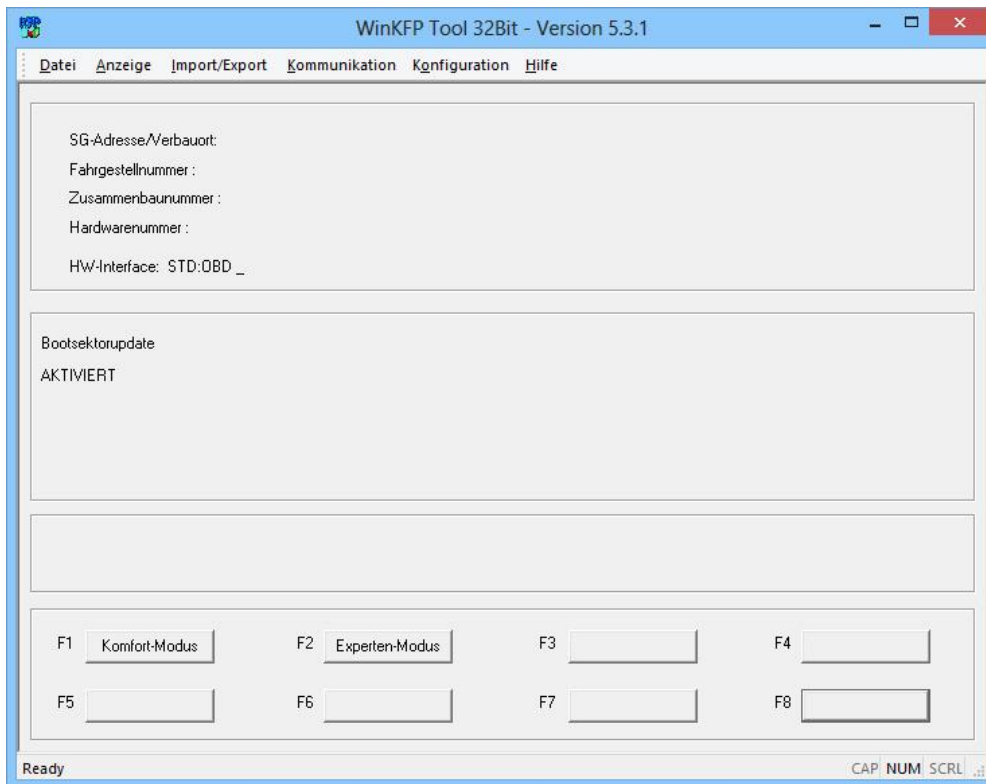 WinKFP Tool 32Bit - Version 5.3.1
Datei Anzeige Import/Export Kommunikation Konfiguration Hilfe
SG-Adresse/Verbauort:
Fahrgestellnummer :
Zusammenbaunummer :
Hardwarenummer :
HW-Interface: STD:OBD _
Bootsektorupdate
AKTIVIERT
F1 Komfort-Modus F2 Experten-Modus F3 F4
F5 F6 F7 F8
Ready CAP NUM SCRL